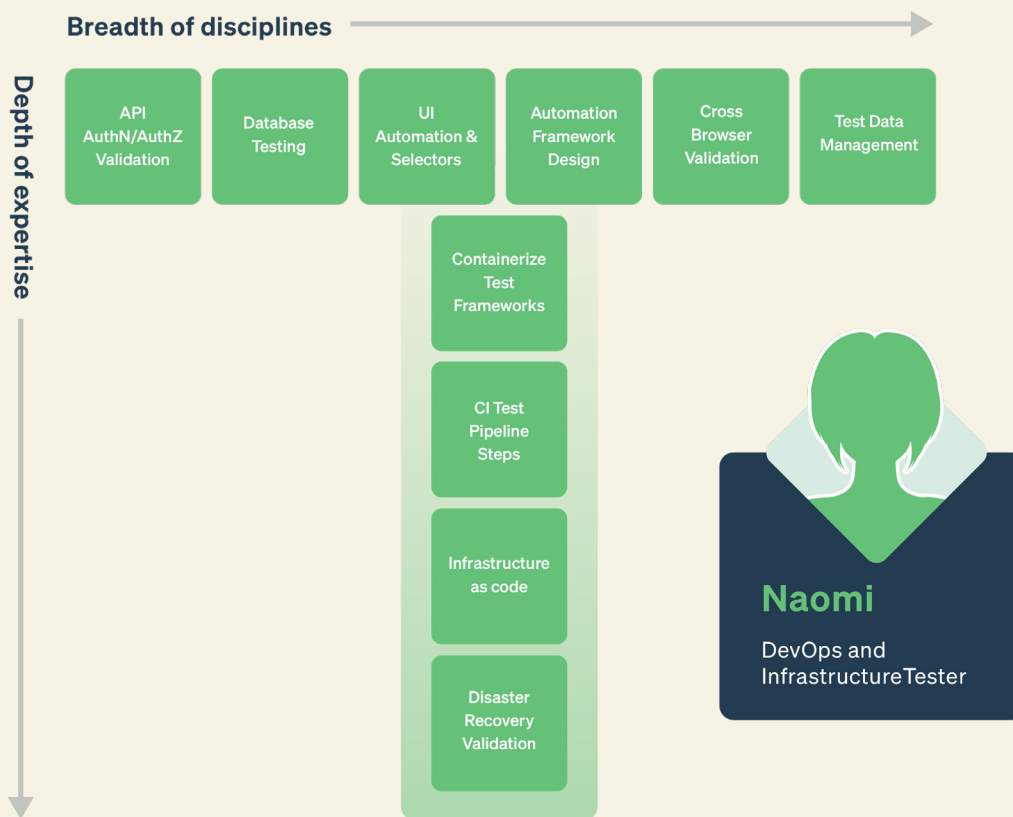 Breadth of disciplines
Depth of expertise
API
AuthN/AuthZ
Validation
Database
Testing
UI
Automation &
Selectors
Automation
Framework
Design
Cross
Browser
Validation
Test Data
Management
Containerize
Test
Frameworks
CI Test
Pipeline
Steps
Infrastructure
as code
Disaster
Recovery
Validation
Naomi
DevOps and
InfrastructureTester